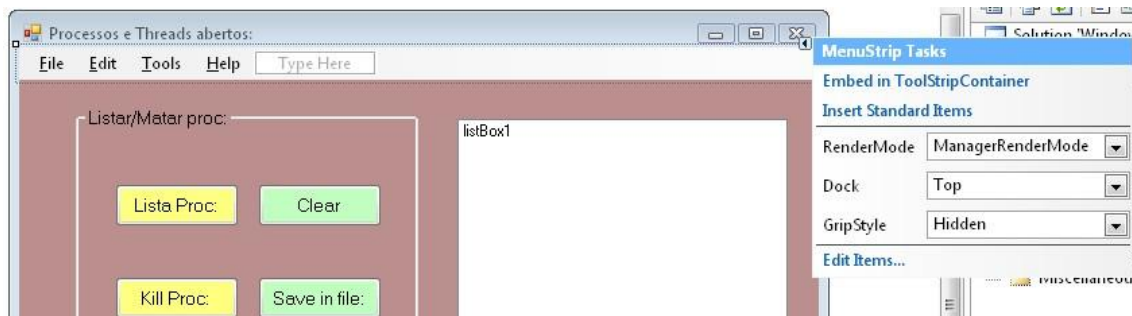 Processos e Threads abertos:
File Edit Tools Help Type Here
Listar/Matar proc:
listBox1
Lista Proc: Clear
Kill Proc: Save in file:
Solution 'Window
MenuStrip Tasks
Embed in ToolStripContainer
Insert Standard Items
RenderMode ManagerRenderMode
Dock Top
GripStyle Hidden
Edit Items...
Miscellaneou